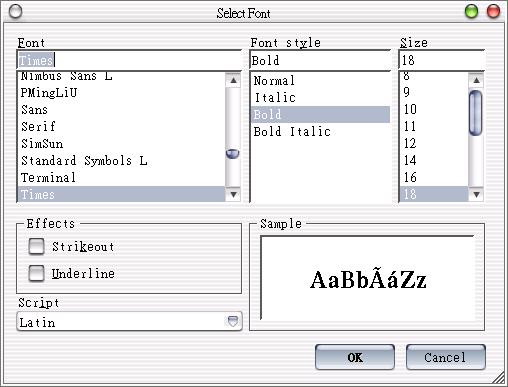 Select Font
Font
Font style
Size
Times
Bold
18
Nimbus Sans L
PMingLiU
Sans
Serif
SimSun
Standard Symbols L
Terminal
Times
Normal
Italic
Bold
Bold Italic
8
9
10
11
12
14
16
18
Effects
Strikeout
Underline
Sample
AaBbÃáZz
Script
Latin
OK
Cancel